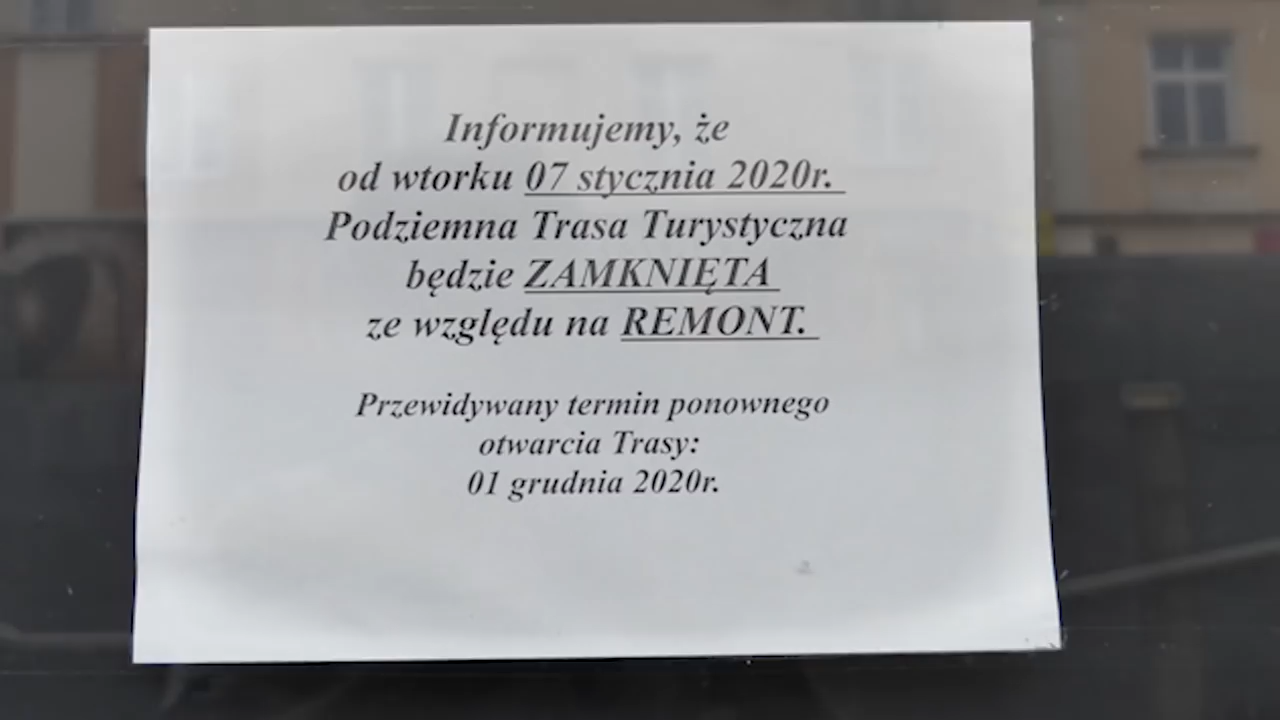 Informujemy, że
od wtorku 07 stycznia 2020r.
Podziemna Trasa Turystyczna
będzie ZAMKNIĘTA
ze względu na REMONT.
Przewidywany termin ponownego
otwarcia Trasy:
01 grudnia 2020r.